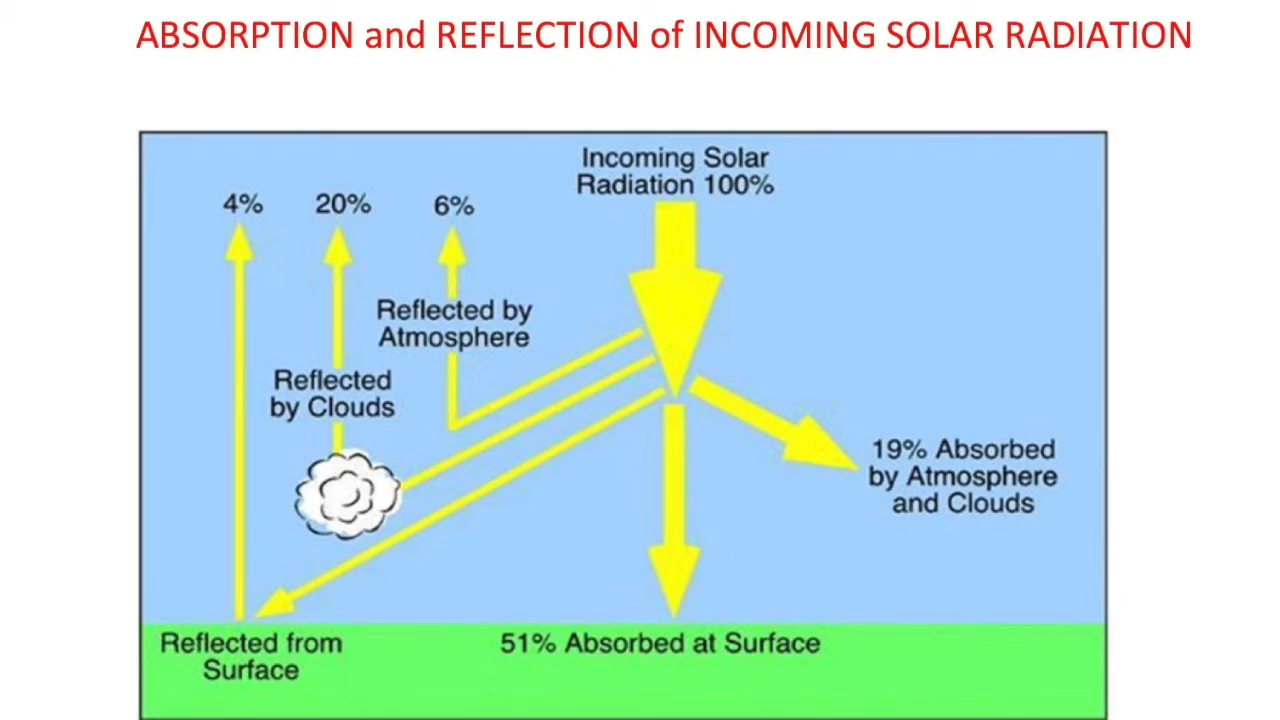 ABSORPTION and REFLECTION of INCOMING SOLAR RADIATION
Incoming Solar
Radiation 100%
4%
20%
6%
Reflected by
Atmosphere
Reflected
by Clouds
19% Absorbed
by Atmosphere
and Clouds
Reflected from
Surface
51% Absorbed at Surface